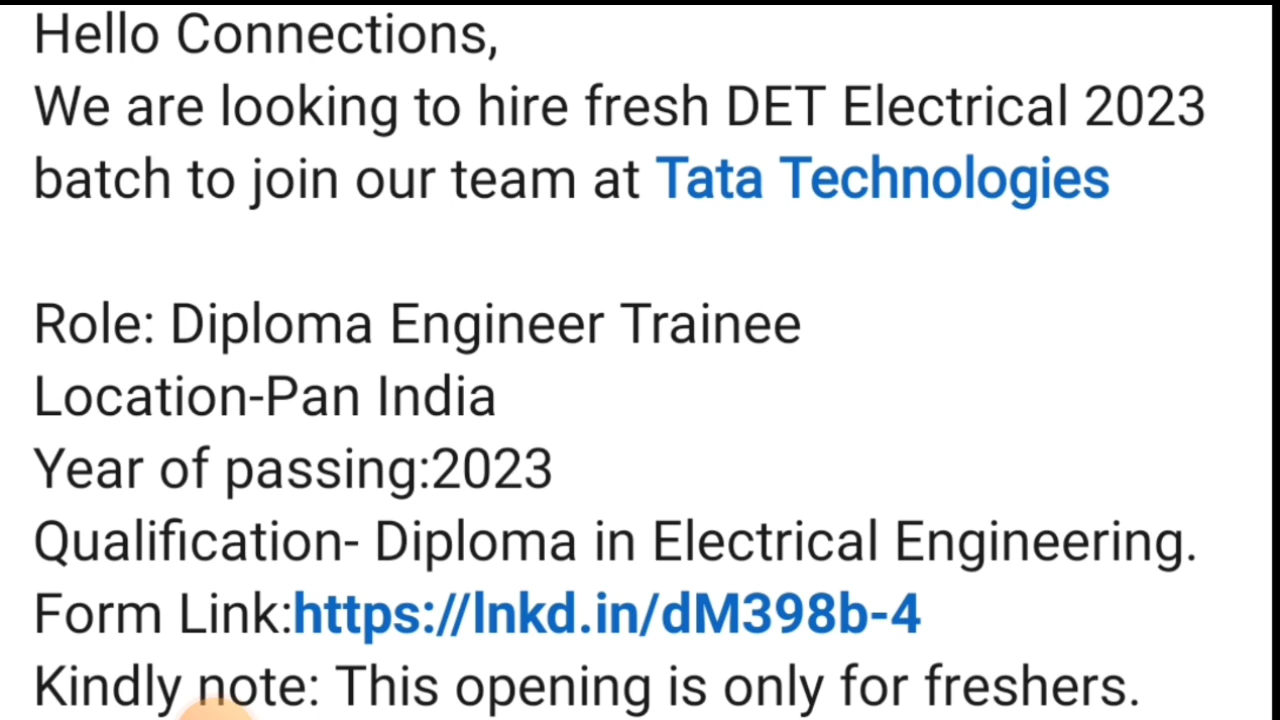 Hello Connections,
We are looking to hire fresh DET Electrical 2023
batch to join our team at Tata Technologies
Role: Diploma Engineer Trainee
Location-Pan India
Year of passing:2023
Qualification- Diploma in Electrical Engineering.
Form Link:https://lnkd.in/dM398b-4
Kindly note: This opening is only for freshers.